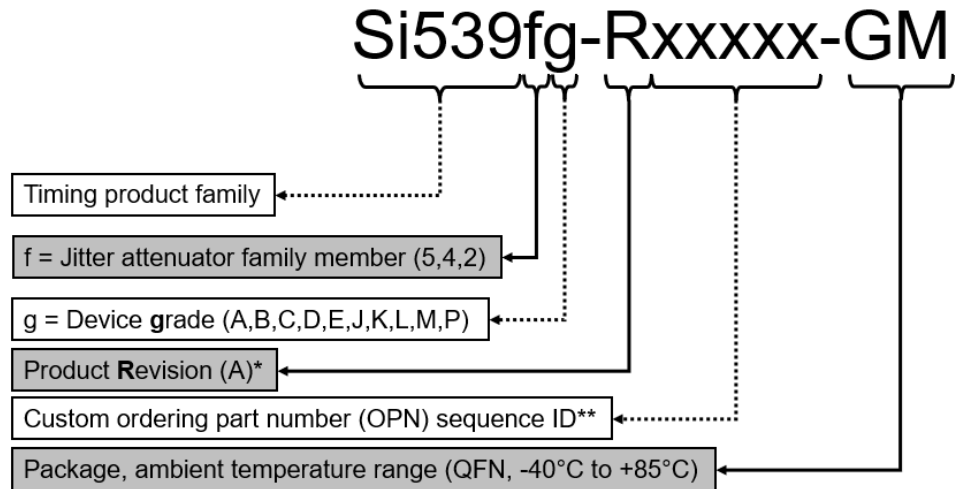 Si539fg-Rxxxxx-GM
Timing product family
f = Jitter attenuator family member (5,4,2)
g = Device grade (A,B,C,D,E,J,K,L,M,P)
Product Revision (A)*
Custom ordering part number (OPN) sequence ID**
Package, ambient temperature range (QFN, -40°C to +85°C)